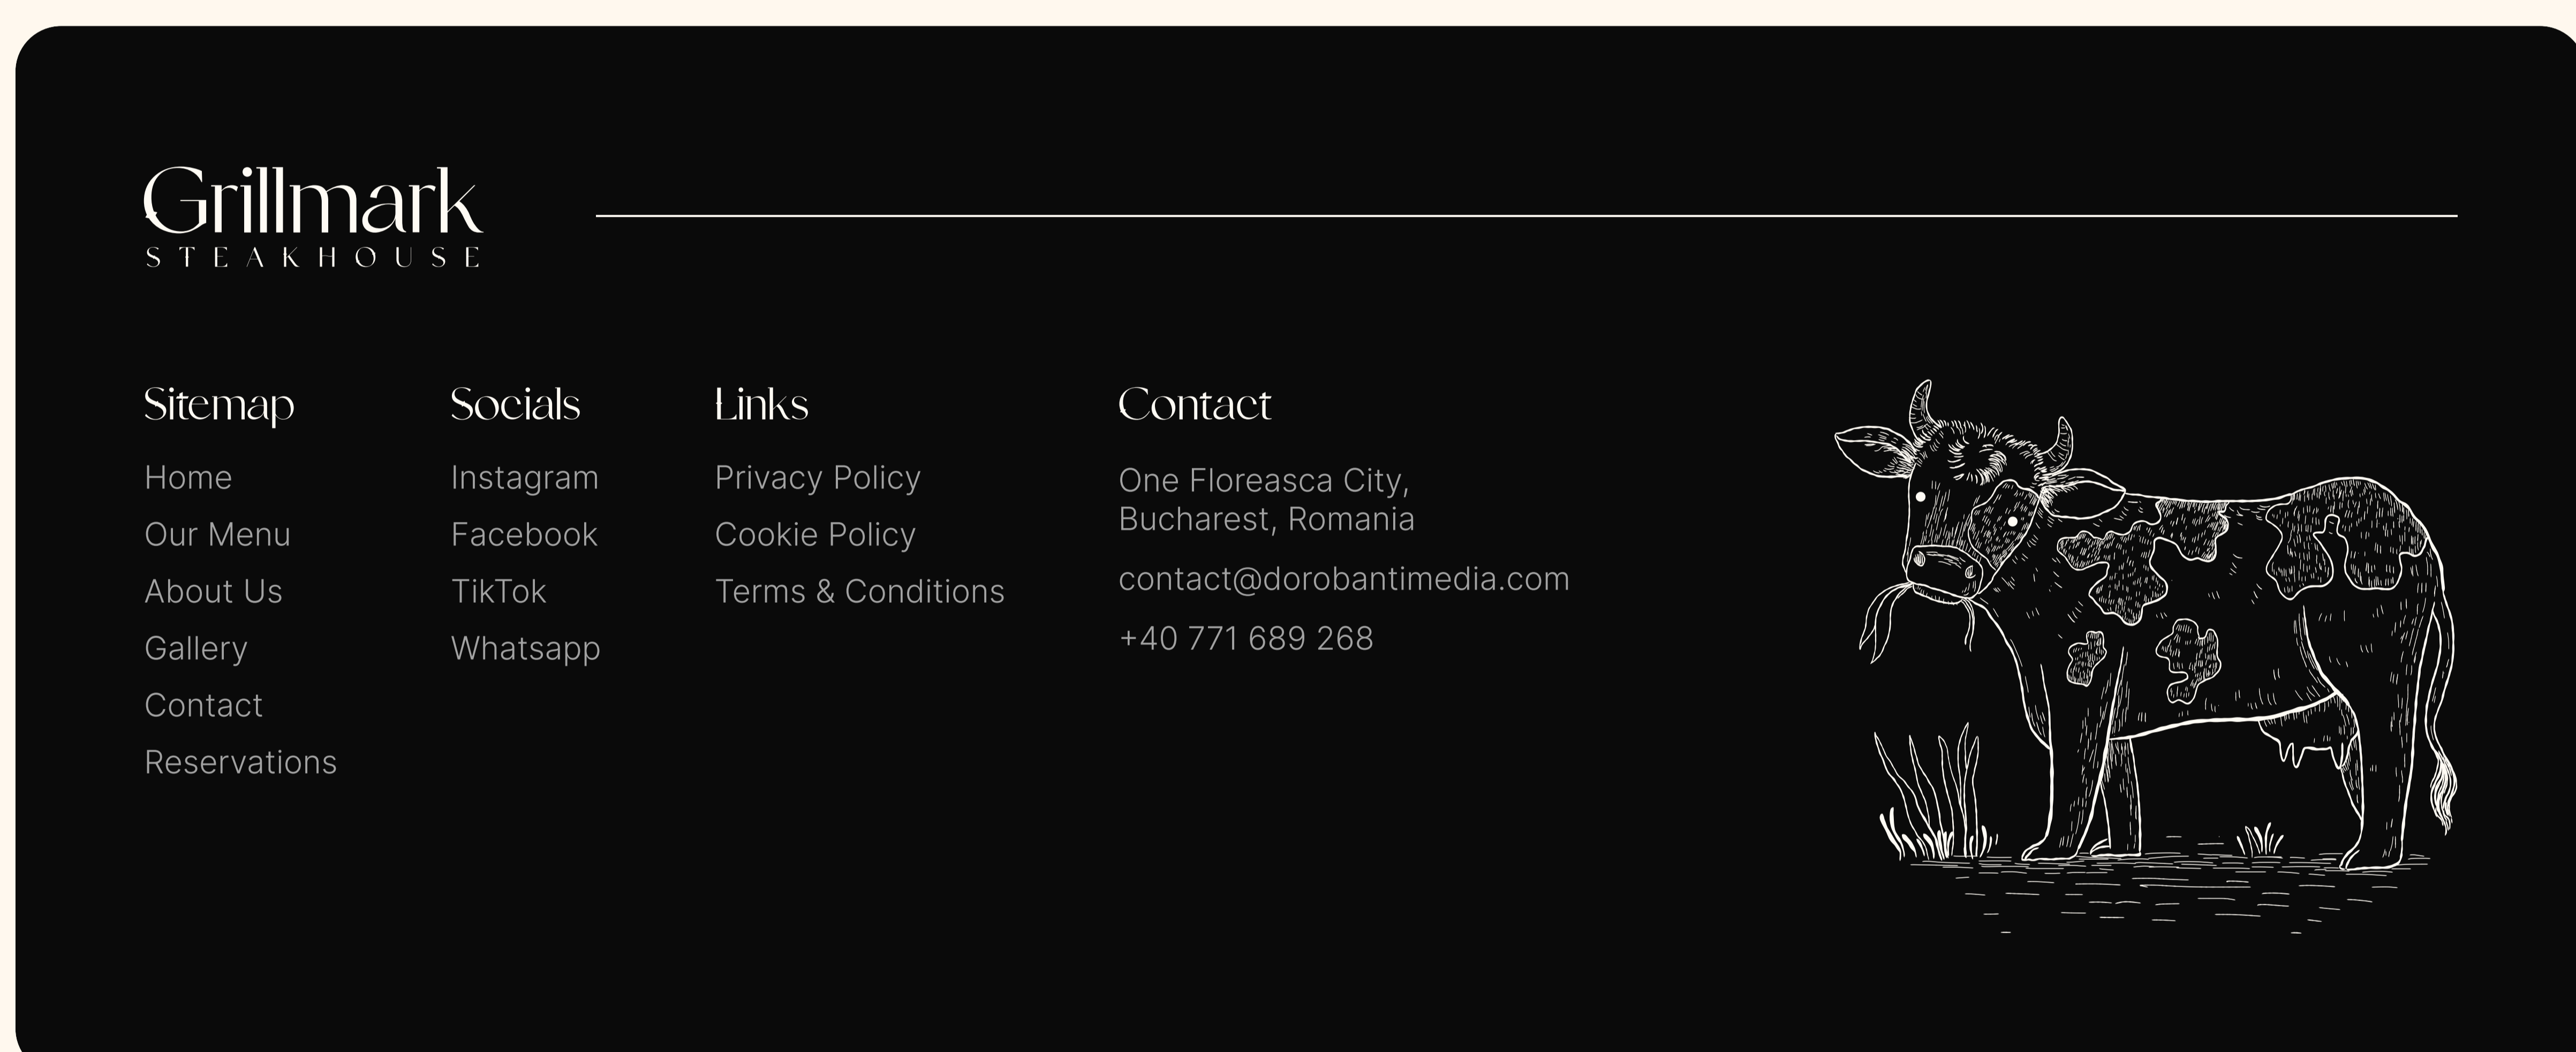 Grillmark
STEAKHOUSE
Sitemap
Home
Our Menu
About Us
Gallery
Contact
Reservations
Socials
Instagram
Facebook
TikTok
Whatsapp
Links
Privacy Policy
Cookie Policy
Terms & Conditions
Contact
One Floreasca City,
Bucharest, Romania
contact@dorobantimedia.com
+40 771 689 268